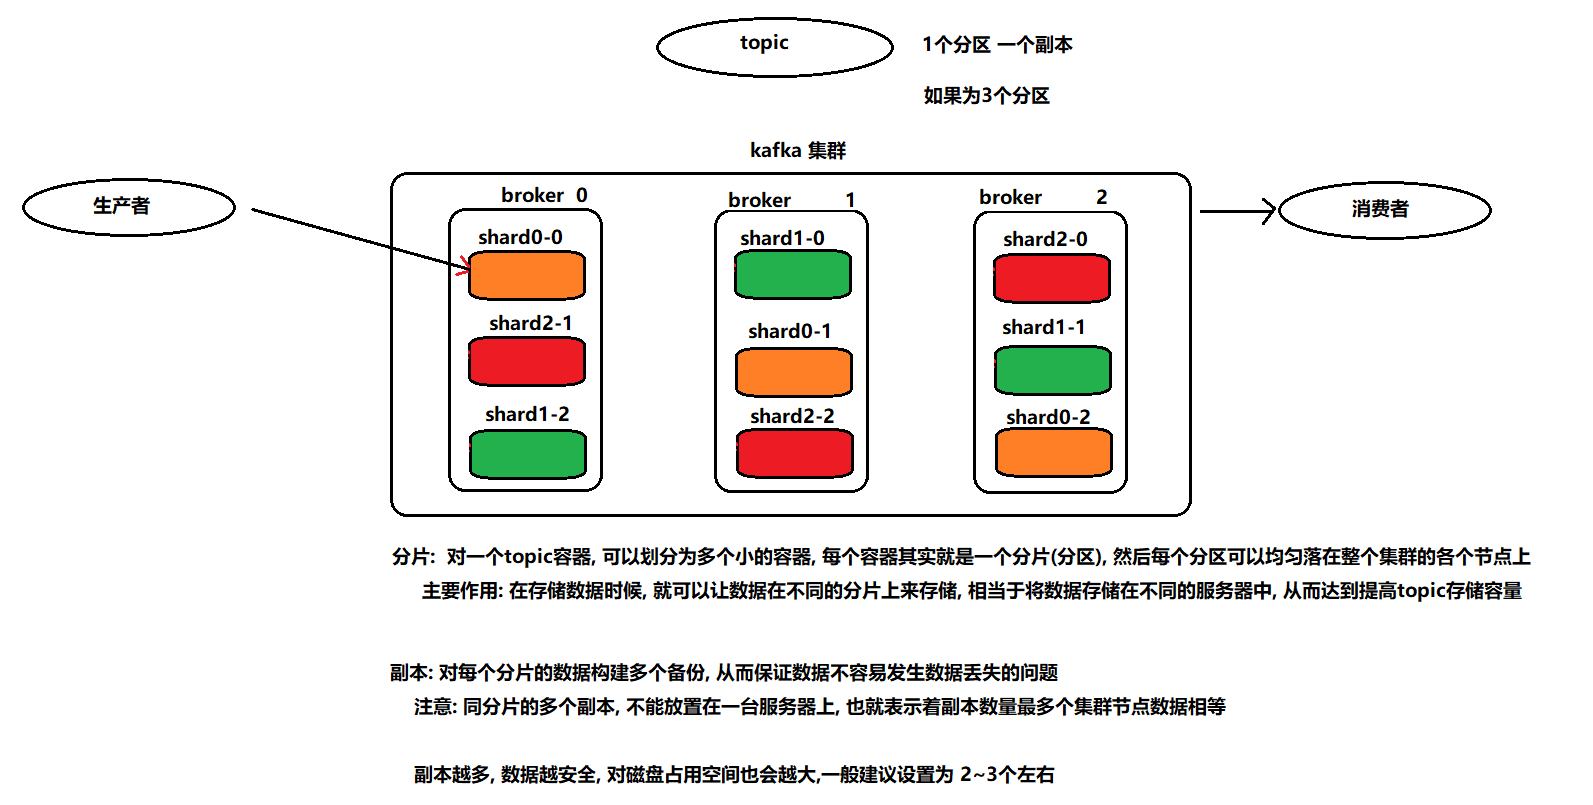 topic
1个分区 一个副本
如果为3个分区
kafka 集群
生产者
消费者
broker 0
broker 1
broker 2
shard0-0
shard1-0
shard2-0
shard2-1
shard0-1
shard1-1
shard1-2
shard2-2
shard0-2
分片: 对一个topic容器, 可以划分为多个小的容器, 每个容器其实就是一个分片(分区), 然后每个分区可以均匀落在整个集群的各个节点上
主要作用: 在存储数据时候, 就可以让数据在不同的分片上来存储, 相当于将数据存储在不同的服务器中, 从而达到提高topic存储容量
副本: 对每个分片的数据构建多个备份, 从而保证数据不容易发生数据丢失的问题
注意: 同分片的多个副本, 不能放置在一台服务器上, 也就表示着副本数量最多个集群节点数据相等
副本越多, 数据越安全, 对磁盘占用空间也会越大,一般建议设置为 2~3个左右